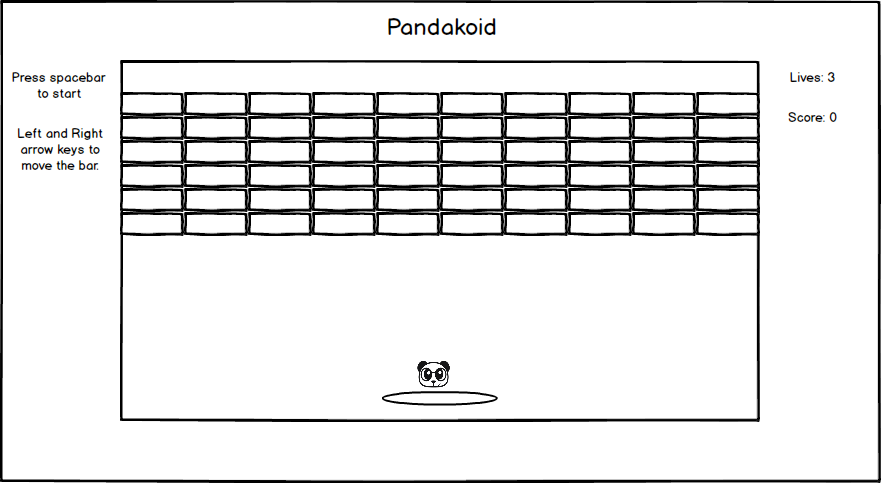 Pandakoid
Press spacebar
to start
Left and Right
arrow keys to
move the bar.
Lives: 3
Score: 0